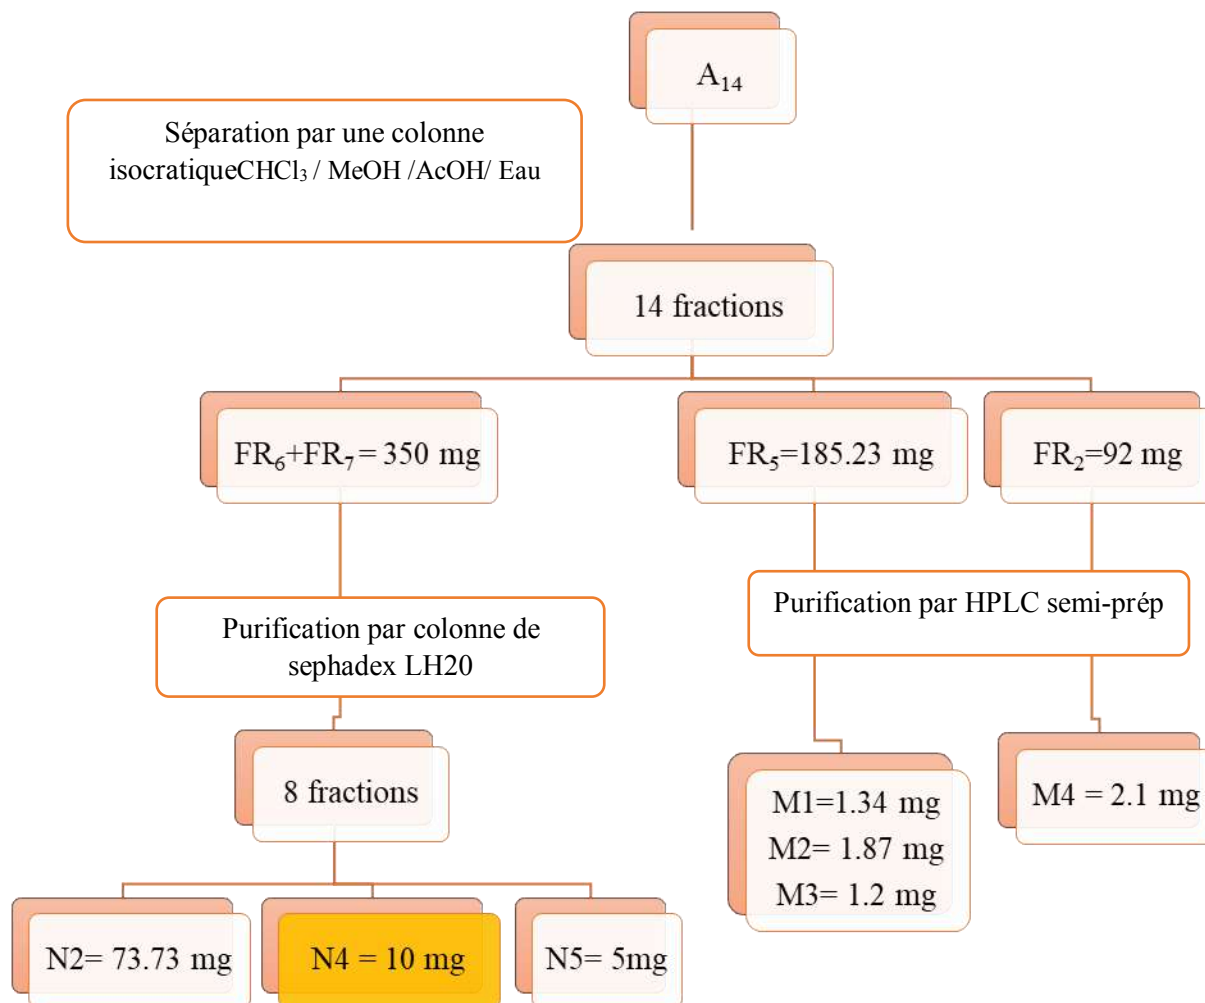 A₁₄
Séparation par une colonne
isocratiqueCHCl₃ / MeOH /AcOH/ Eau
14 fractions
FR₆+FR₇ = 350 mg
FR₅=185.23 mg
FR₂=92 mg
Purification par colonne de
sephadex LH20
Purification par HPLC semi-prép
8 fractions
M1=1.34 mg
M2= 1.87 mg
M3= 1.2 mg
M4 = 2.1 mg
N2= 73.73 mg
N4 = 10 mg
N5= 5mg